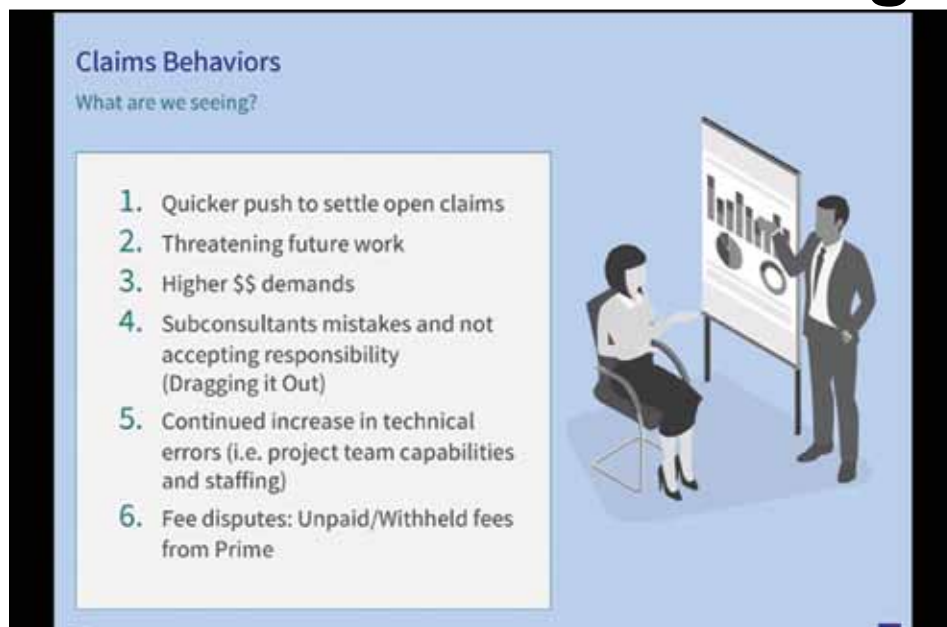 Claims Behaviors
What are we seeing?
1. Quicker push to settle open claims
2. Threatening future work
3. Higher $$ demands
4. Subconsultants mistakes and not
accepting responsibility
(Dragging it Out)
5. Continued increase in technical
errors (i.e. project team capabilities
and staffing)
6. Fee disputes: Unpaid/Withheld fees
from Prime